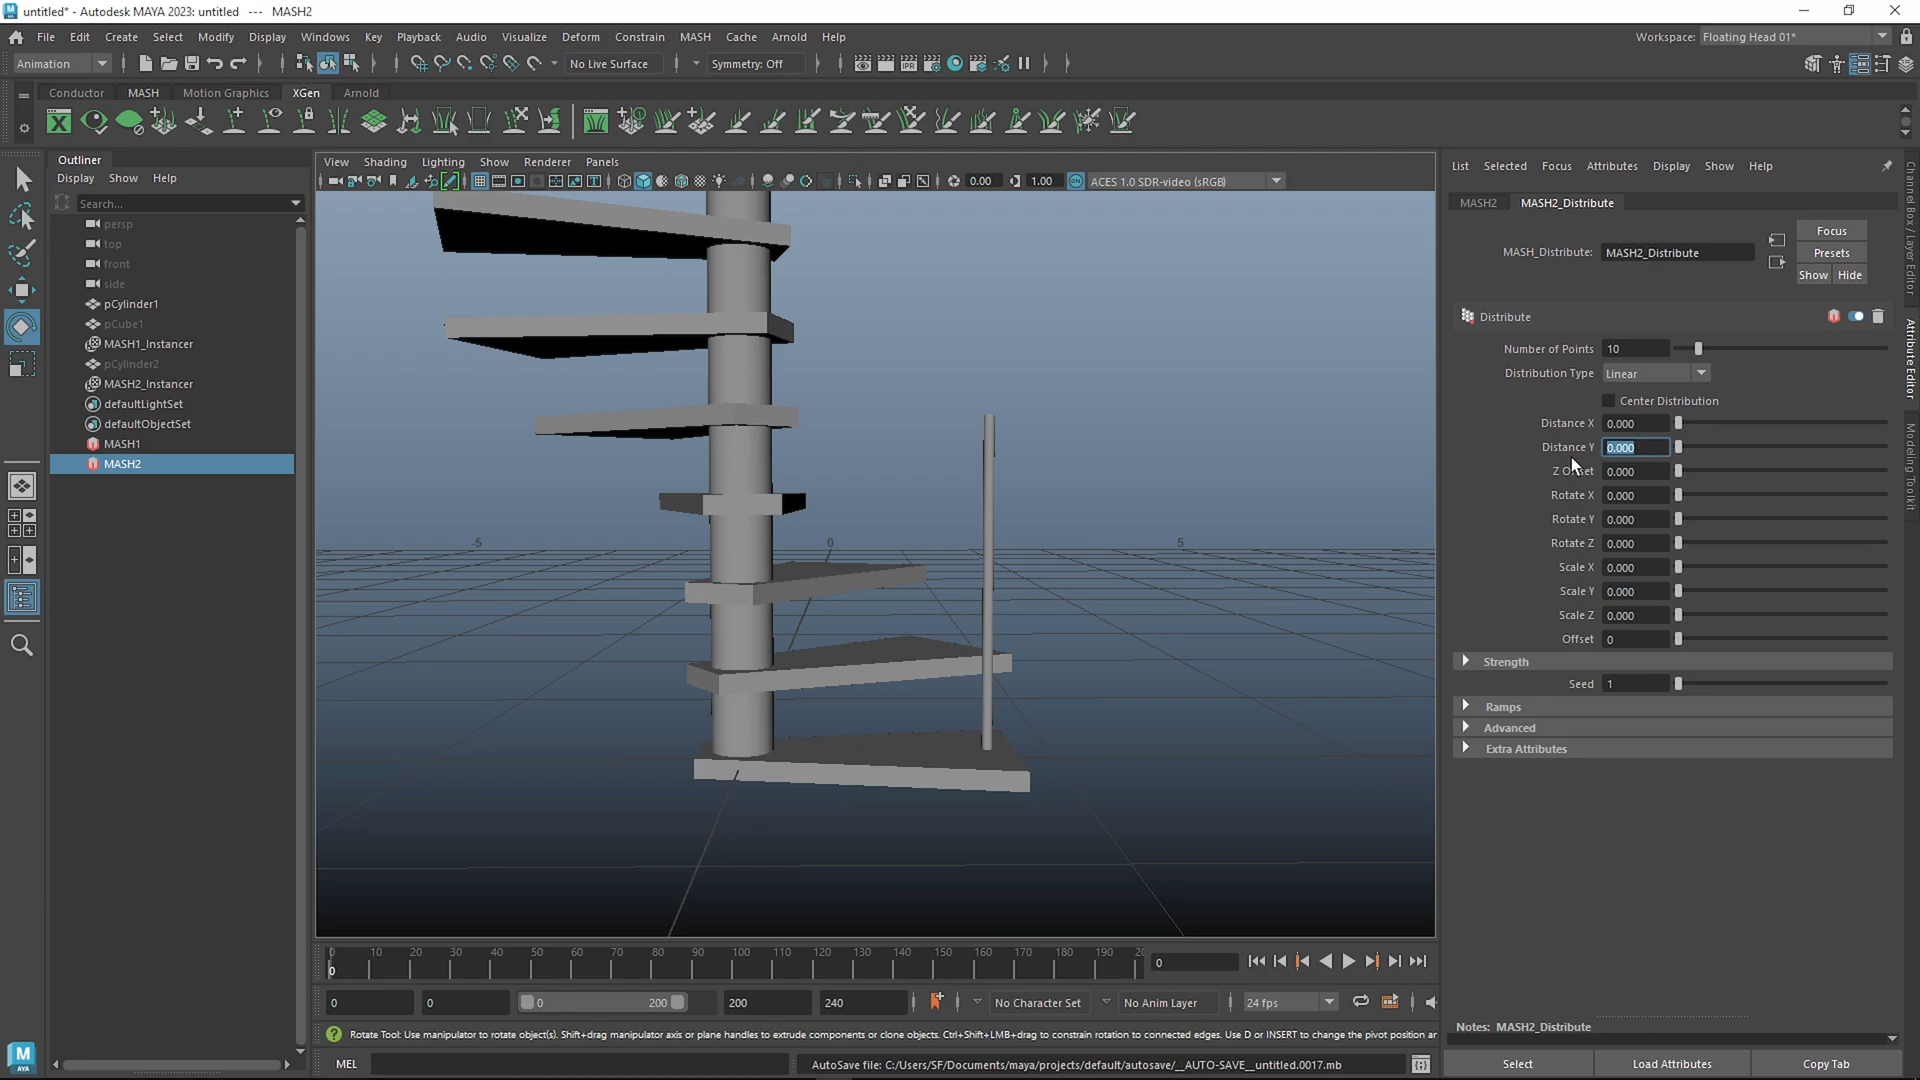 untitled* - Autodesk MAYA 2023: untitled --- MASH2
File Edit Create Select Modify Display Windows Key Playback Audio Visualize Deform Constrain MASH Cache Arnold Help
Workspace: Floating Head 01*
Animation No Live Surface Symmetry: Off
Conductor MASH Motion Graphics XGen Arnold
Outliner
Display Show Help
Search...
persp
top
front
side
pCylinder1
pCube1
MASH1_Instancer
pCylinder2
MASH2_Instancer
defaultLightSet
defaultObjectSet
MASH1
MASH2
View Shading Lighting Show Renderer Panels
0.00 1.00 ACES 1.0 SDR-video (sRGB)
-5 0 5
List Selected Focus Attributes Display Show Help
MASH2 MASH2_Distribute
MASH_Distribute: MASH2_Distribute
Focus
Presets
Show Hide
Distribute
Number of Points 10
Distribution Type Linear
Center Distribution
Distance X 0.000
Distance Y 0.000
Z Offset 0.000
Rotate X 0.000
Rotate Y 0.000
Rotate Z 0.000
Scale X 0.000
Scale Y 0.000
Scale Z 0.000
Offset 0
Strength
Seed 1
Ramps
Advanced
Extra Attributes
Notes: MASH2_Distribute
Select Load Attributes Copy Tab
Channel Box / Layer Editor
Attribute Editor
Modeling Toolkit
0 10 20 30 40 50 60 70 80 90 100 110 120 130 140 150 160 170 180 190 20
0
0
0 0 0 200 200 240 No Character Set No Anim Layer 24 fps
Rotate Tool: Use manipulator to rotate object(s). Shift+drag manipulator axis or plane handles to extrude components or clone objects. Ctrl+Shift+LMB+drag to constrain rotation to connected edges. Use D or INSERT to change the pivot position ar
MEL
AutoSave file: C:/Users/SF/Documents/maya/projects/default/autosave/__AUTO-SAVE__untitled.0017.mb
M
AYA